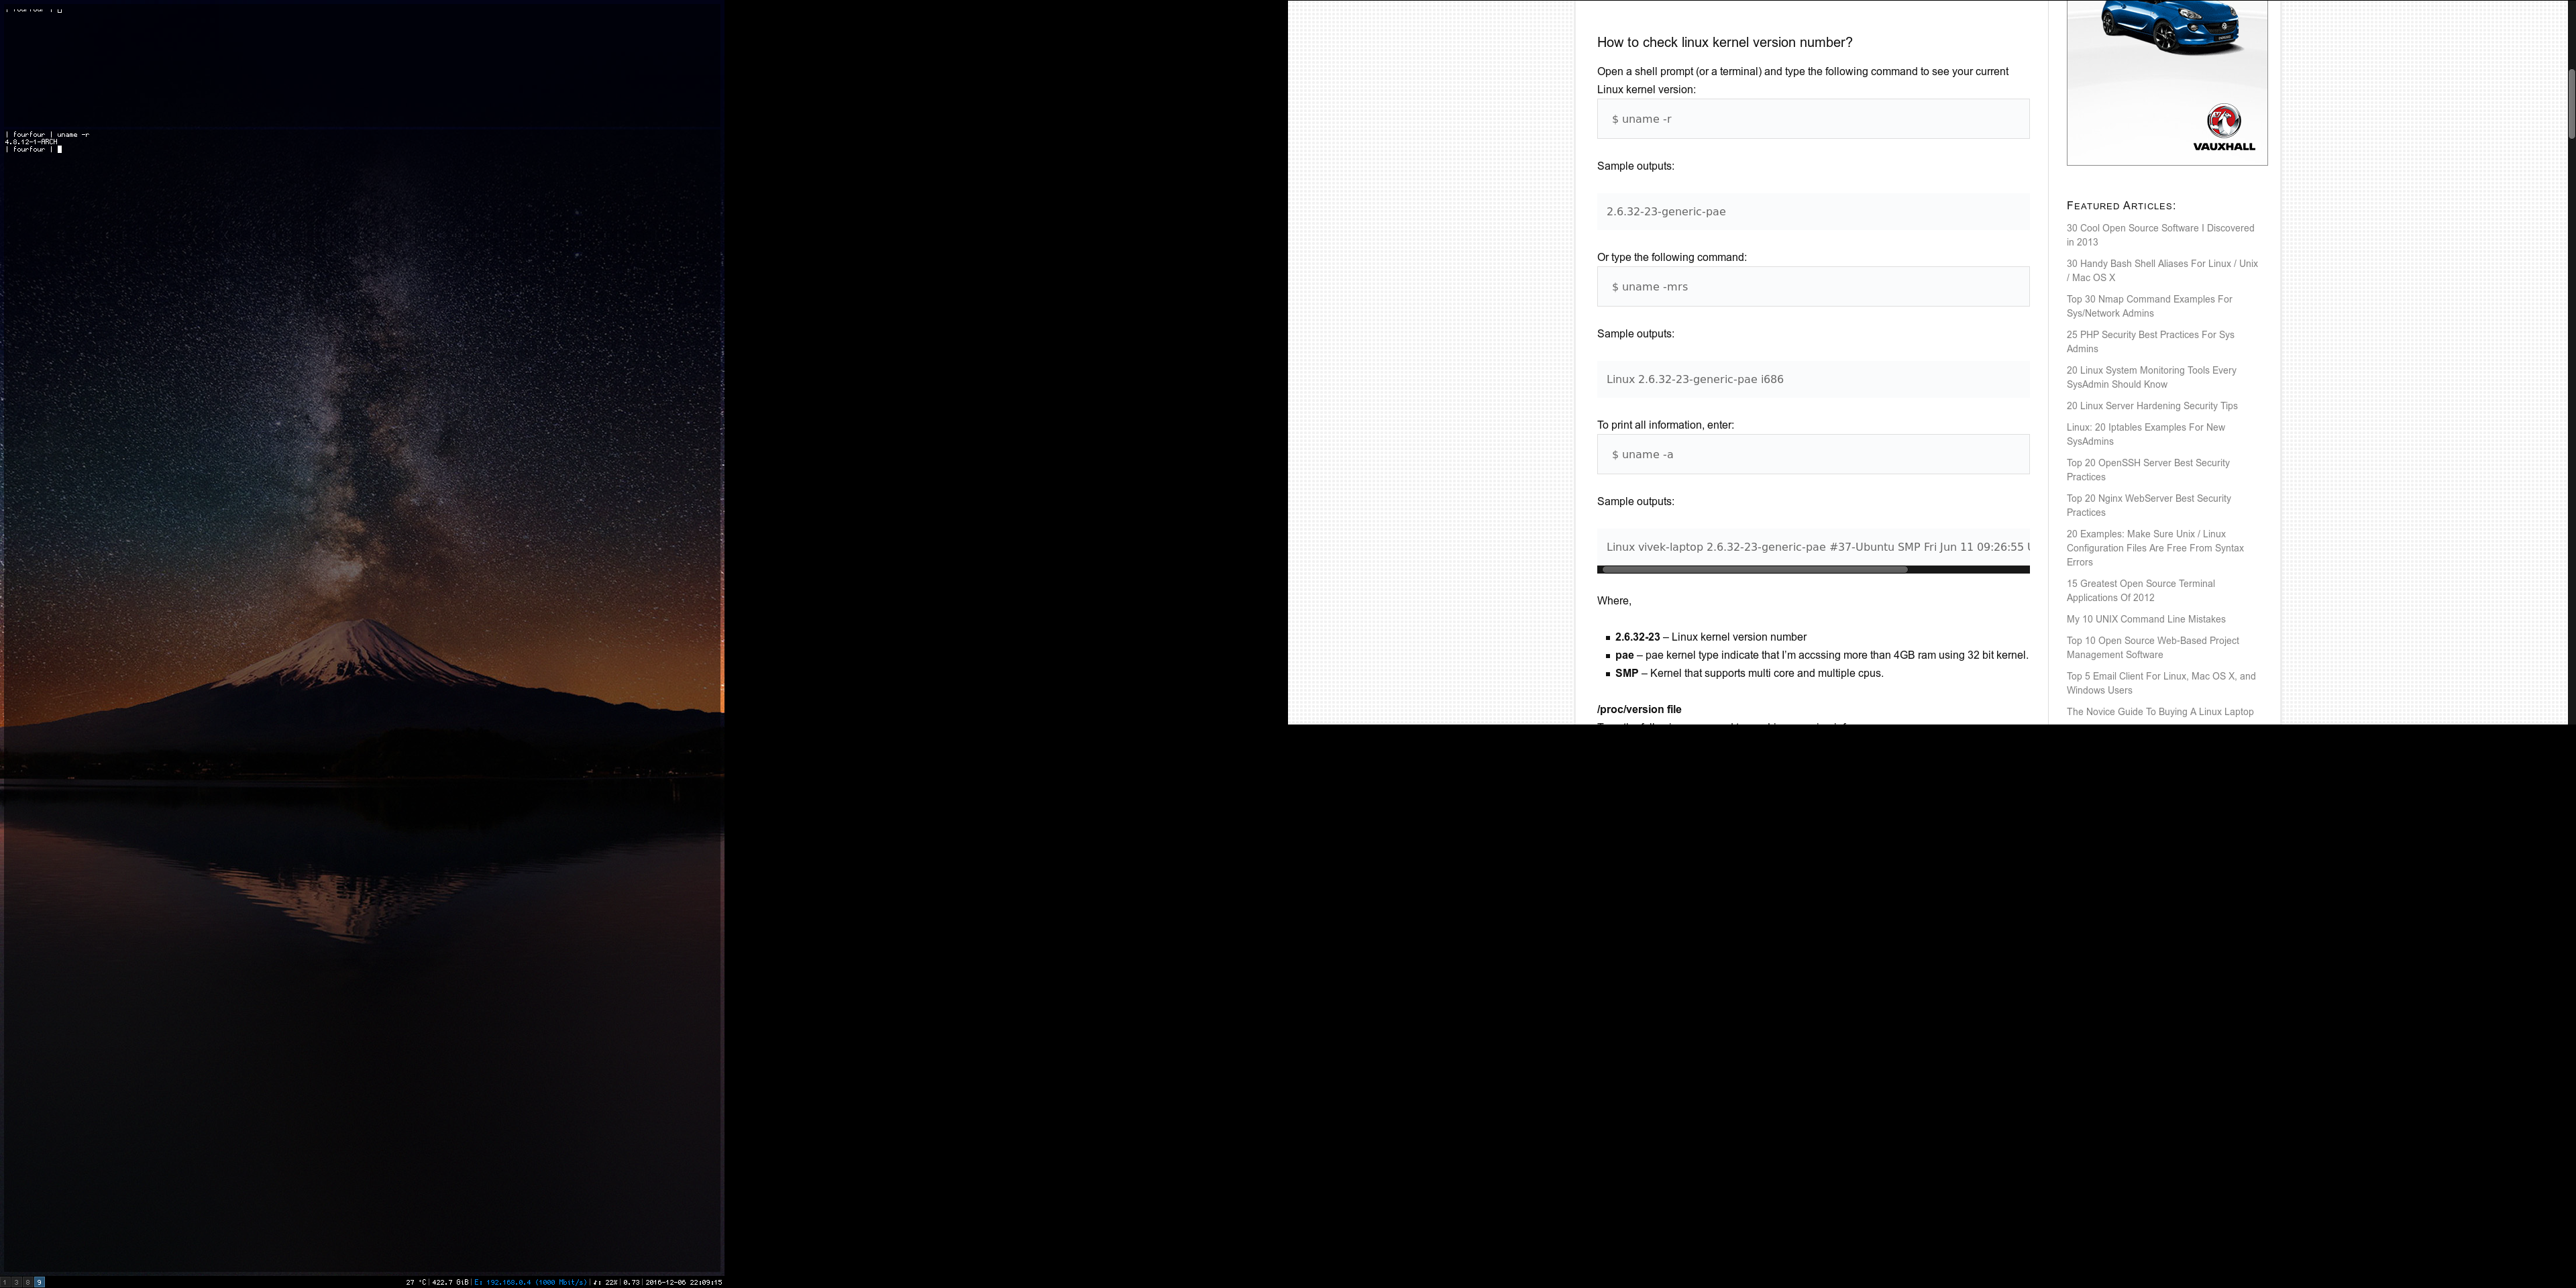 | fourfour |
| fourfour | uname -r
4.8.12-1-ARCH
| fourfour |
1 3 8 9
27 °C | 422.7 GiB | E: 192.168.0.4 (1000 Mbit/s) | ♪: 22% | 0.73 | 2016-12-06 22:09:15
How to check linux kernel version number?
Open a shell prompt (or a terminal) and type the following command to see your current
Linux kernel version:
$ uname -r
Sample outputs:
2.6.32-23-generic-pae
Or type the following command:
$ uname -mrs
Sample outputs:
Linux 2.6.32-23-generic-pae i686
To print all information, enter:
$ uname -a
Sample outputs:
Linux vivek-laptop 2.6.32-23-generic-pae #37-Ubuntu SMP Fri Jun 11 09:26:55
Where,
2.6.32-23 – Linux kernel version number
pae – pae kernel type indicate that I'm accssing more than 4GB ram using 32 bit kernel.
SMP – Kernel that supports multi core and multiple cpus.
/proc/version file
VAUXHALL
FEATURED ARTICLES:
30 Cool Open Source Software I Discovered
in 2013
30 Handy Bash Shell Aliases For Linux / Unix
/ Mac OS X
Top 30 Nmap Command Examples For
Sys/Network Admins
25 PHP Security Best Practices For Sys
Admins
20 Linux System Monitoring Tools Every
SysAdmin Should Know
20 Linux Server Hardening Security Tips
Linux: 20 Iptables Examples For New
SysAdmins
Top 20 OpenSSH Server Best Security
Practices
Top 20 Nginx WebServer Best Security
Practices
20 Examples: Make Sure Unix / Linux
Configuration Files Are Free From Syntax
Errors
15 Greatest Open Source Terminal
Applications Of 2012
My 10 UNIX Command Line Mistakes
Top 10 Open Source Web-Based Project
Management Software
Top 5 Email Client For Linux, Mac OS X, and
Windows Users
The Novice Guide To Buying A Linux Laptop